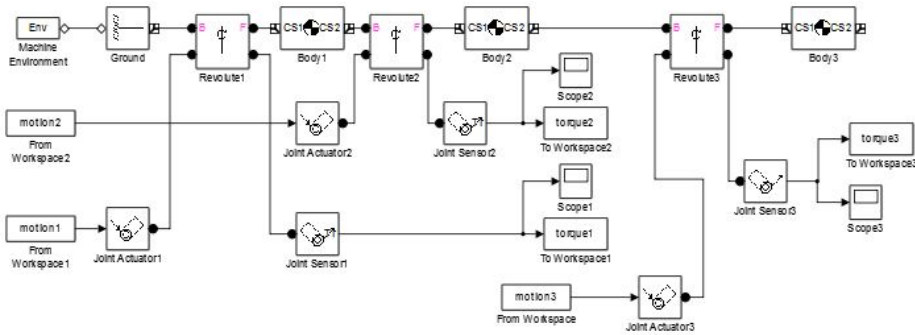 Env
Machine
Environment
Ground
B F
Revolute1
CS1 CS2
Body1
B F
Revolute2
CS1 CS2
Body2
B F
Revolute3
CS1 CS2
Body3
motion2
From
Workspace2
Joint Actuator2
Joint Sensor2
Scope2
torque2
To Workspace2
torque3
To Workspace3
Joint Sensor3
Scope3
motion1
From
Workspace1
Joint Actuator1
Joint Sensor1
Scope1
torque1
To Workspace1
motion3
From Workspace
Joint Actuator3